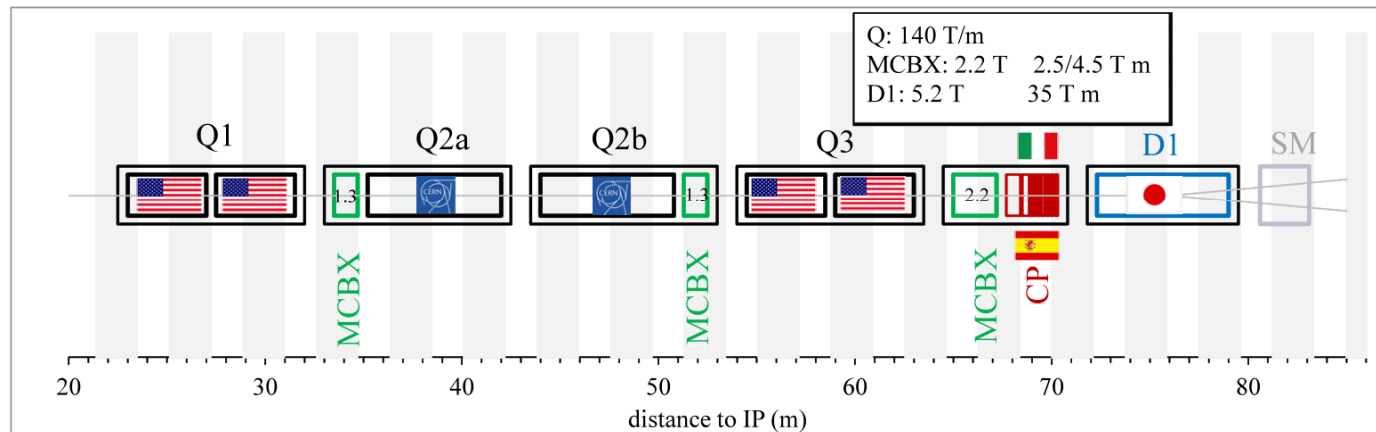 Q: 140 T/m
MCBX: 2.2 T 2.5/4.5 T m
D1: 5.2 T 35 T m
Q1
Q2a
Q2b
Q3
D1
SM
1.3
CERN
CERN
1.3
2.2
MCBX
MCBX
MCBX
CP
20 30 40 50 60 70 80
distance to IP (m)